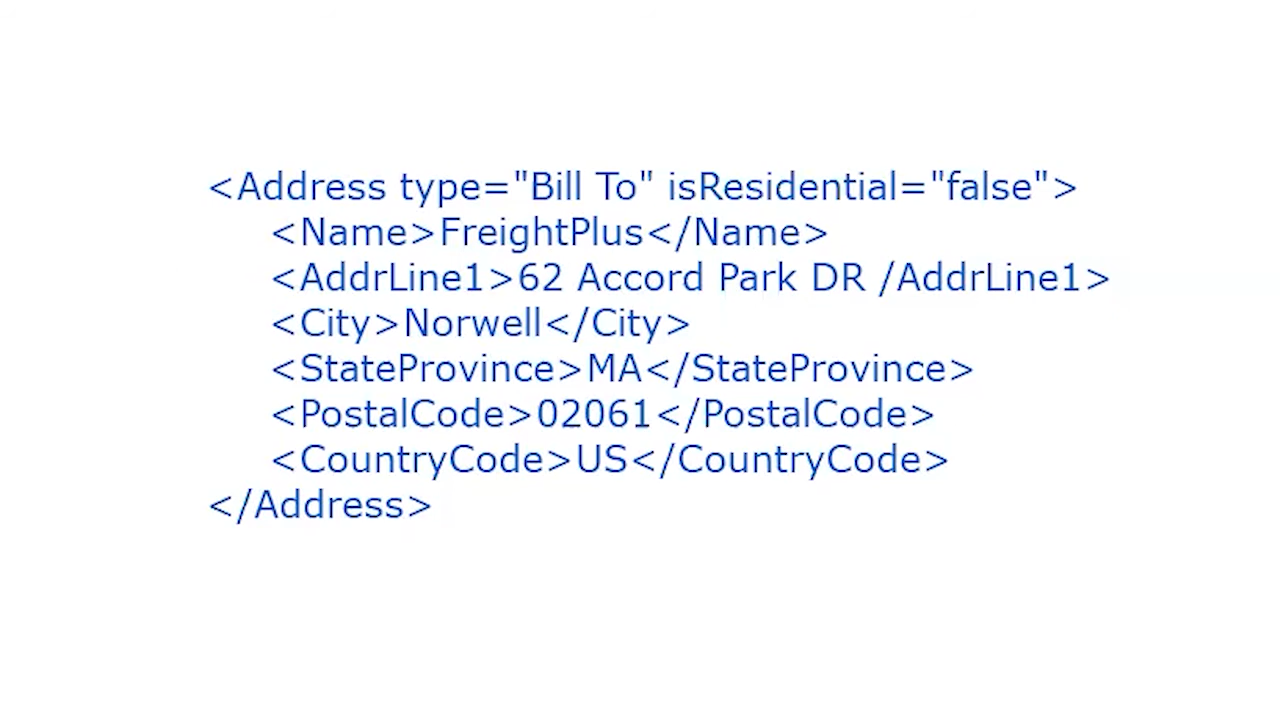 <Address type="Bill To" isResidential="false">
<Name>FreightPlus</Name>
<AddrLine1>62 Accord Park DR /AddrLine1>
<City>Norwell</City>
<StateProvince>MA</StateProvince>
<PostalCode>02061</PostalCode>
<CountryCode>US</CountryCode>
</Address>